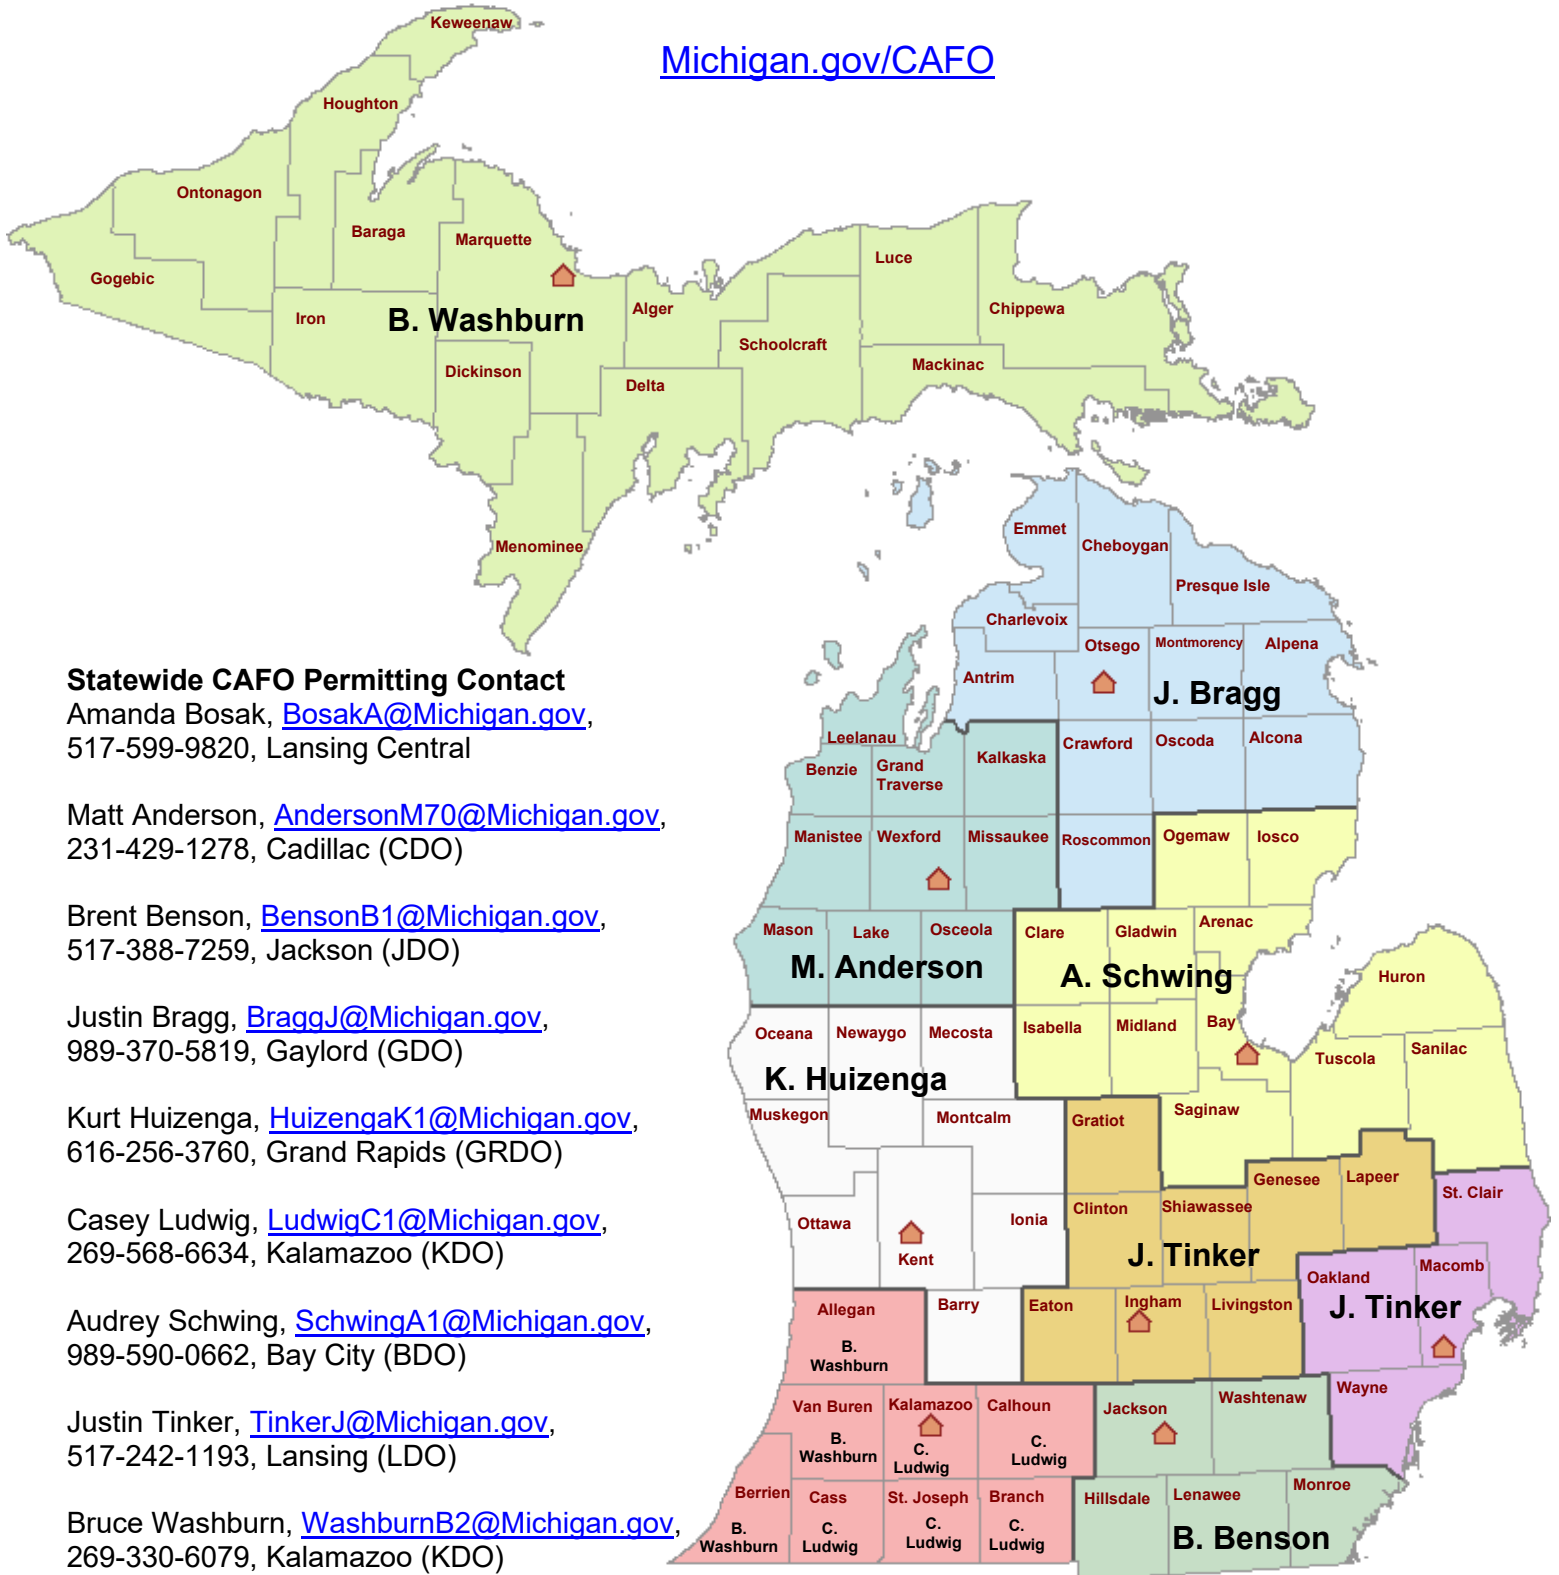 Michigan.gov/CAFO
Keweenaw
Houghton
Ontonagon
Baraga
Marquette
Gogebic
Iron
B. Washburn
Alger
Luce
Chippewa
Schoolcraft
Mackinac
Dickinson
Delta
Menominee
Emmet
Cheboygan
Presque Isle
Charlevoix
Otsego
Montmorency
Alpena
Antrim
J. Bragg
Crawford
Oscoda
Alcona
Roscommon
Leelanau
Benzie
Grand
Traverse
Kalkaska
Manistee
Wexford
Missaukee
Mason
Lake
Osceola
M. Anderson
Ogemaw
Iosco
Clare
Gladwin
Arenac
A. Schwing
Isabella
Midland
Bay
Huron
Tuscola
Sanilac
Saginaw
Oceana
Newaygo
Mecosta
K. Huizenga
Muskegon
Montcalm
Ottawa
Kent
Ionia
Barry
Gratiot
Clinton
Shiawassee
Genesee
Lapeer
J. Tinker
Eaton
Ingham
Livingston
St. Clair
Oakland
Macomb
J. Tinker
Wayne
Allegan
B.
Washburn
Van Buren
B.
Washburn
Kalamazoo
C.
Ludwig
Calhoun
C.
Ludwig
Berrien
B.
Washburn
Cass
C.
Ludwig
St. Joseph
C.
Ludwig
Branch
C.
Ludwig
Jackson
Washtenaw
Hillsdale
Lenawee
Monroe
B. Benson
Statewide CAFO Permitting Contact
Amanda Bosak, BosakA@Michigan.gov,
517-599-9820, Lansing Central
Matt Anderson, AndersonM70@Michigan.gov,
231-429-1278, Cadillac (CDO)
Brent Benson, BensonB1@Michigan.gov,
517-388-7259, Jackson (JDO)
Justin Bragg, BraggJ@Michigan.gov,
989-370-5819, Gaylord (GDO)
Kurt Huizenga, HuizengaK1@Michigan.gov,
616-256-3760, Grand Rapids (GRDO)
Casey Ludwig, LudwigC1@Michigan.gov,
269-568-6634, Kalamazoo (KDO)
Audrey Schwing, SchwingA1@Michigan.gov,
989-590-0662, Bay City (BDO)
Justin Tinker, TinkerJ@Michigan.gov,
517-242-1193, Lansing (LDO)
Bruce Washburn, WashburnB2@Michigan.gov,
269-330-6079, Kalamazoo (KDO)